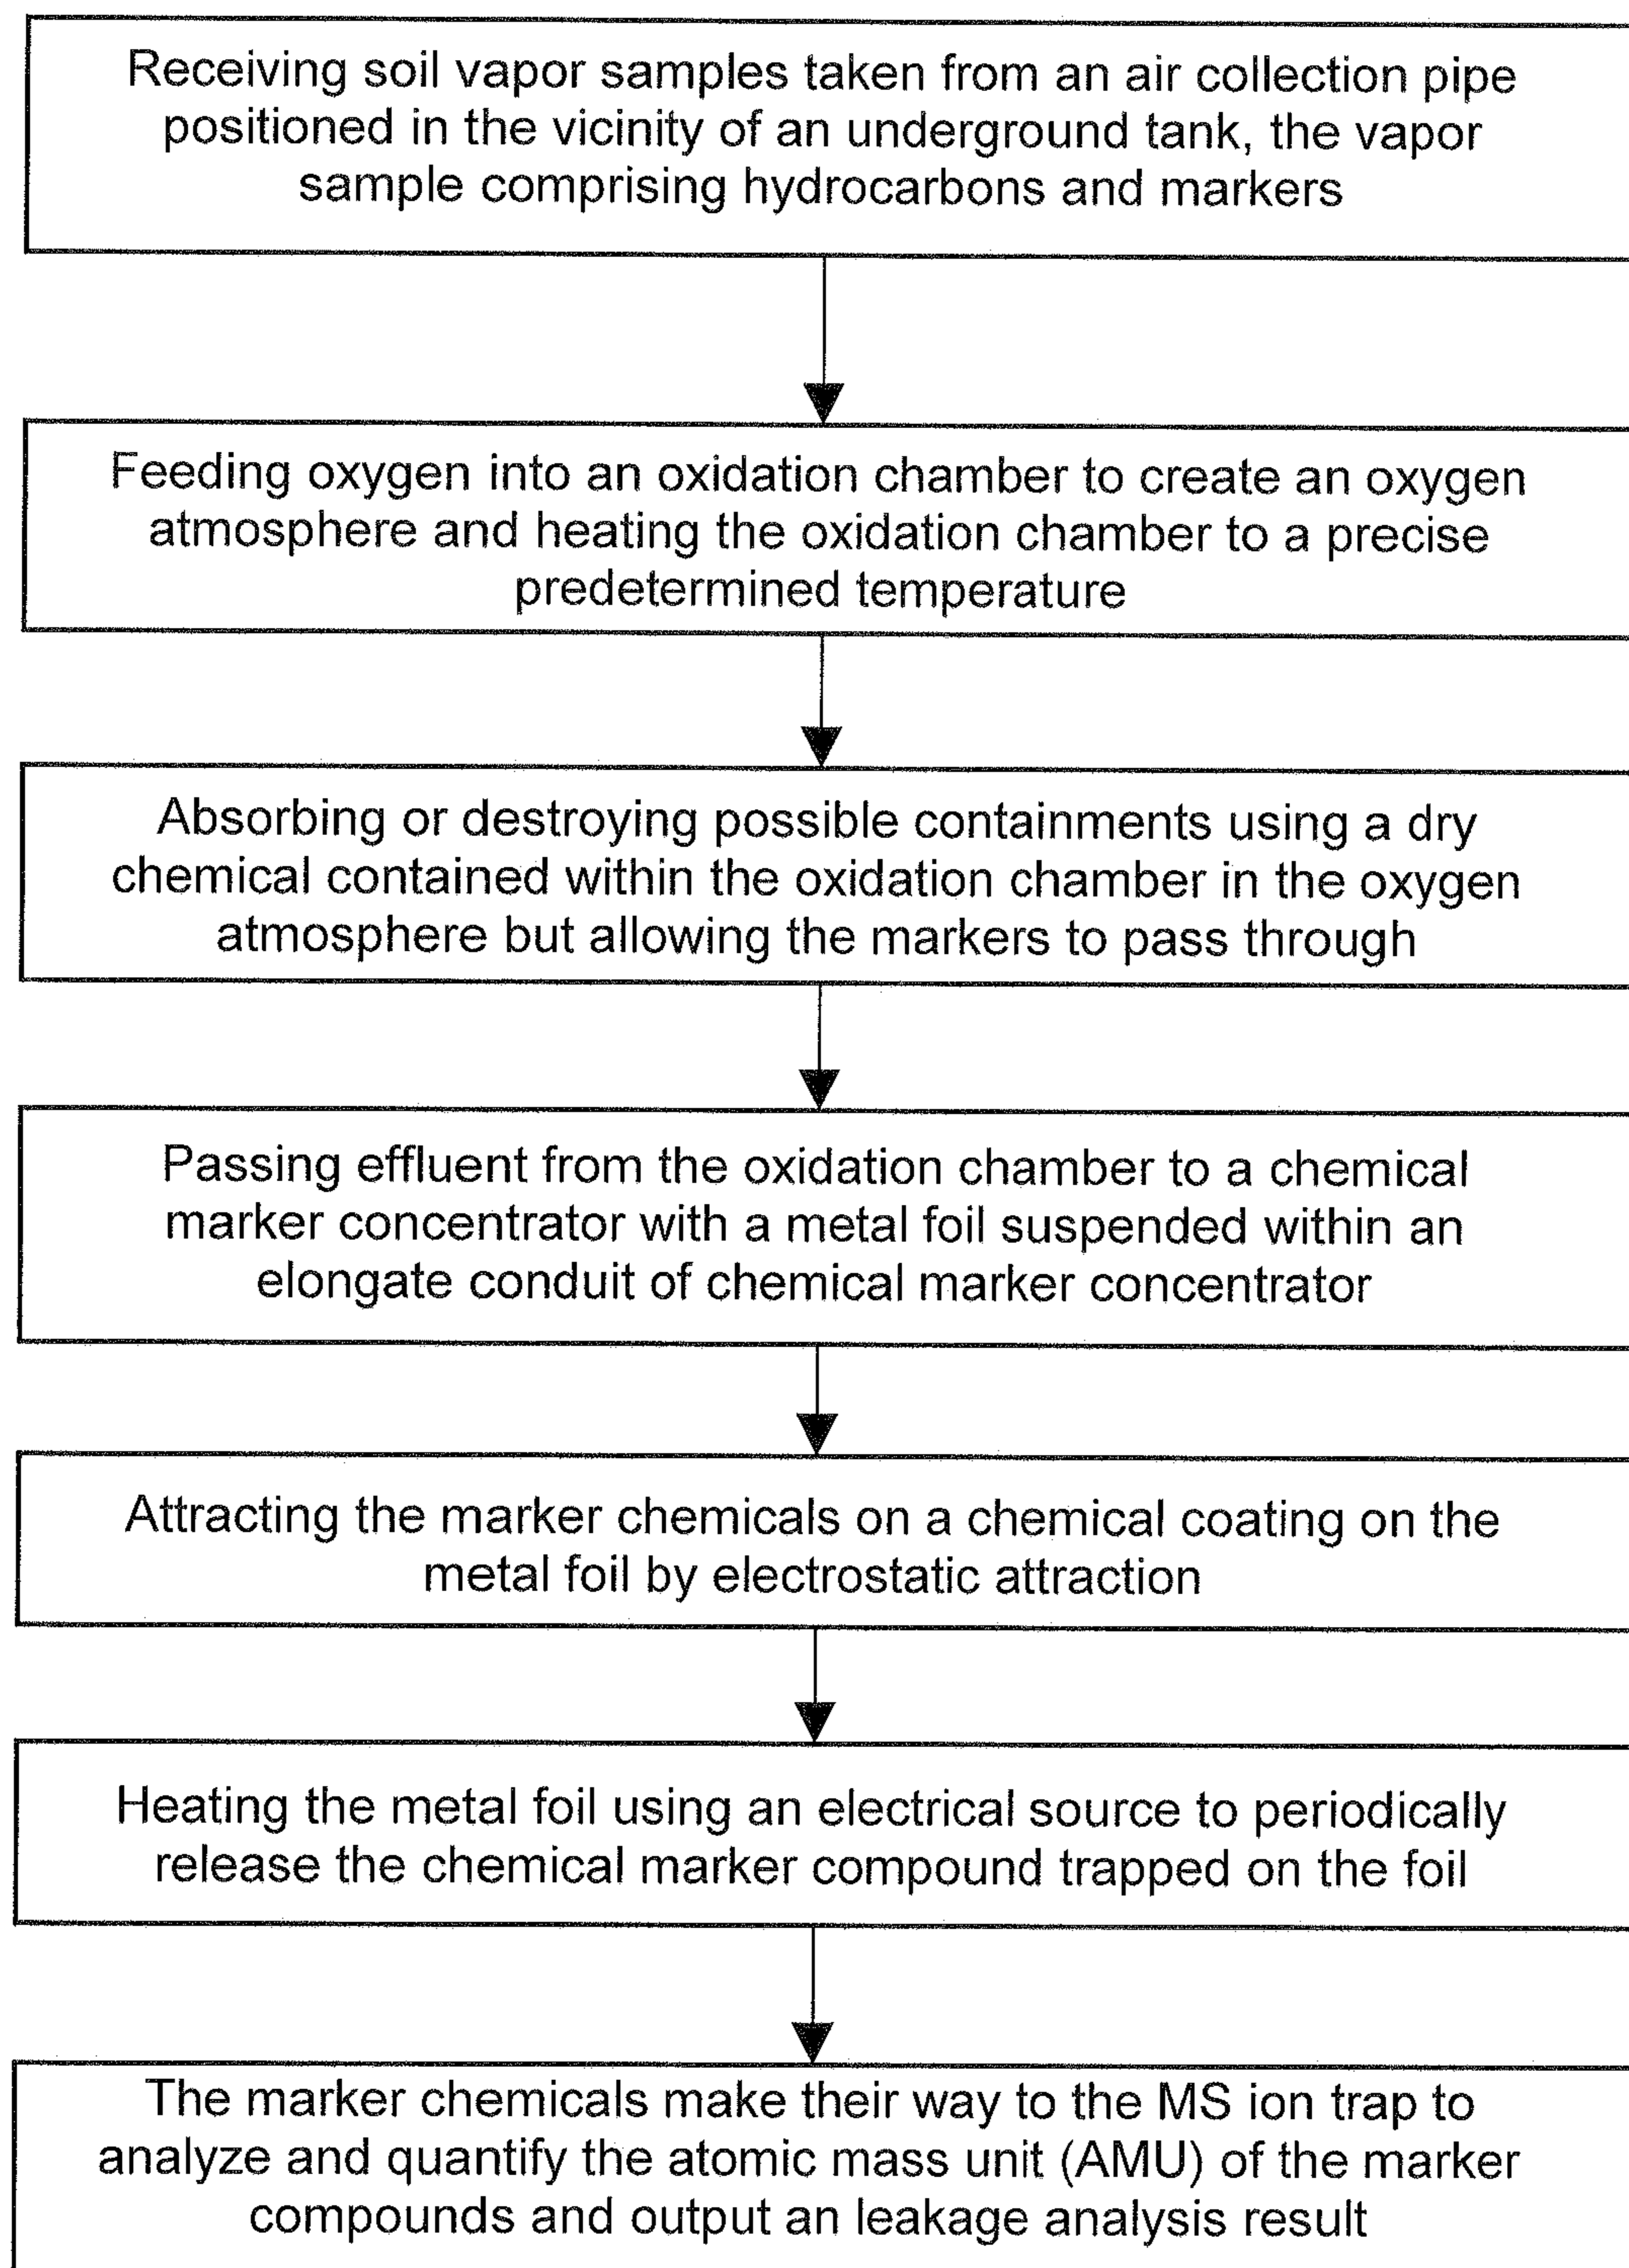 Receiving soil vapor samples taken from an air collection pipe
positioned in the vicinity of an underground tank, the vapor
sample comprising hydrocarbons and markers
Feeding oxygen into an oxidation chamber to create an oxygen
atmosphere and heating the oxidation chamber to a precise
predetermined temperature
Absorbing or destroying possible containments using a dry
chemical contained within the oxidation chamber in the oxygen
atmosphere but allowing the markers to pass through
Passing effluent from the oxidation chamber to a chemical
marker concentrator with a metal foil suspended within an
elongate conduit of chemical marker concentrator
Attracting the marker chemicals on a chemical coating on the
metal foil by electrostatic attraction
Heating the metal foil using an electrical source to periodically
release the chemical marker compound trapped on the foil
The marker chemicals make their way to the MS ion trap to
analyze and quantify the atomic mass unit (AMU) of the marker
compounds and output an leakage analysis result